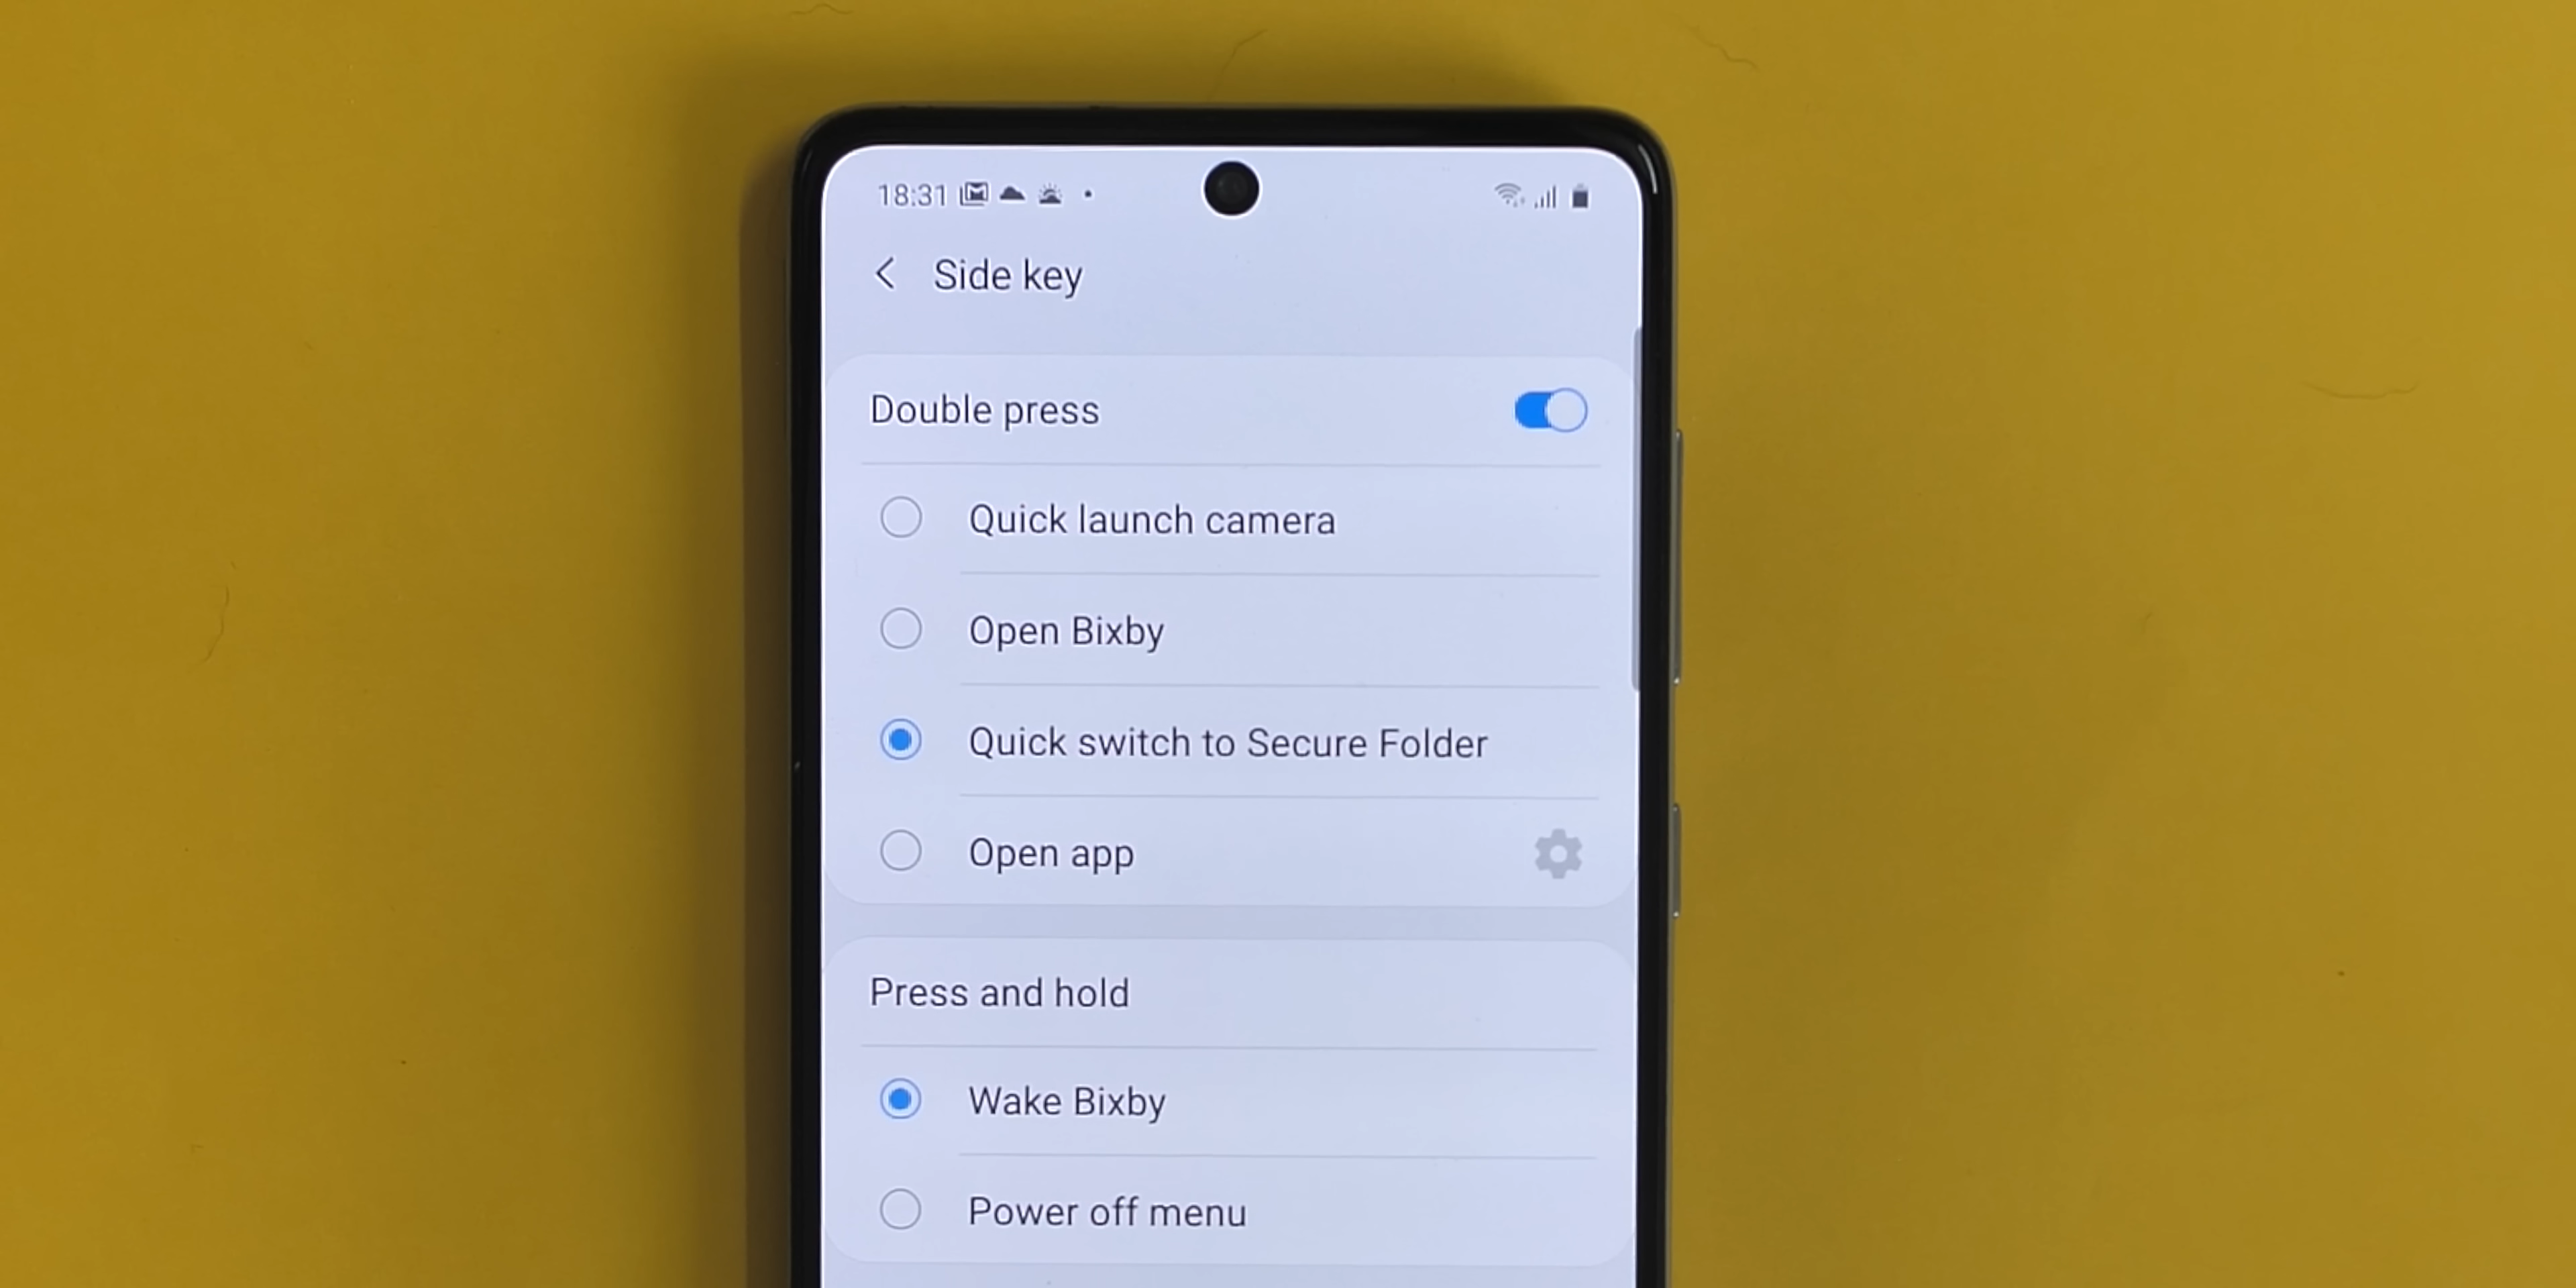 18:31
Side key
Double press
Quick launch camera
Open Bixby
Quick switch to Secure Folder
Open app
Press and hold
Wake Bixby
Power off menu